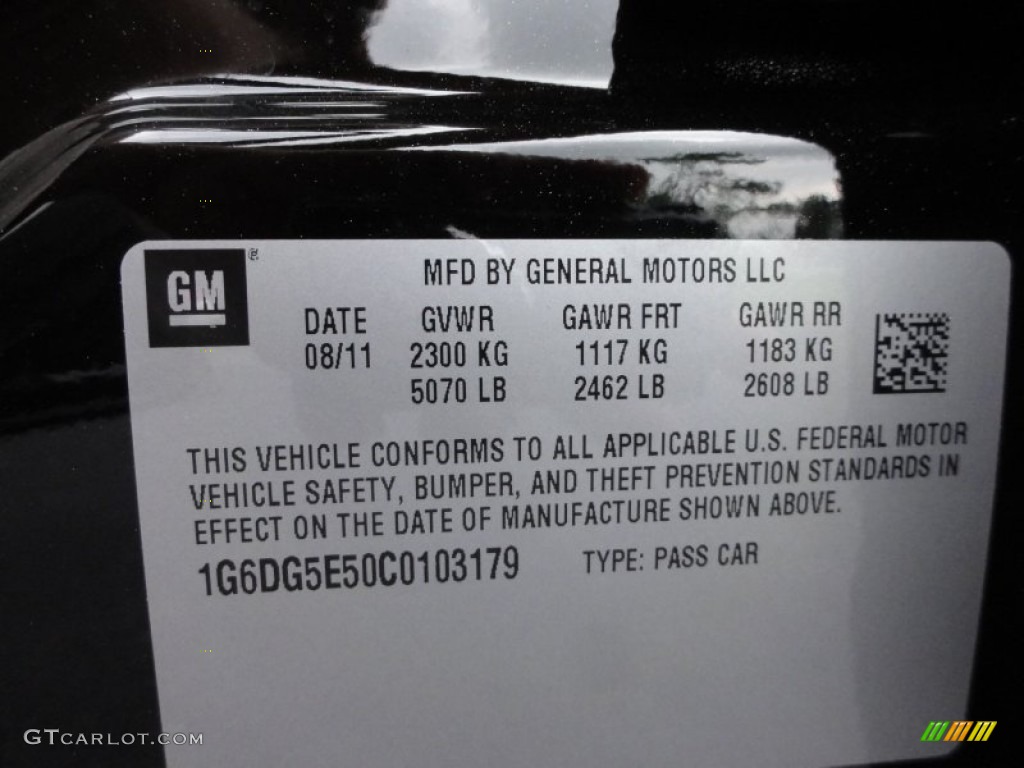 GM®
MFD BY GENERAL MOTORS LLC
DATE GVWR GAWR FRT GAWR RR
08/11 2300 KG 1117 KG 1183 KG
5070 LB 2462 LB 2608 LB
THIS VEHICLE CONFORMS TO ALL APPLICABLE U.S. FEDERAL MOTOR
VEHICLE SAFETY, BUMPER, AND THEFT PREVENTION STANDARDS IN
EFFECT ON THE DATE OF MANUFACTURE SHOWN ABOVE.
1G6DG5E50C0103179 TYPE: PASS CAR
GTCARLOT.COM